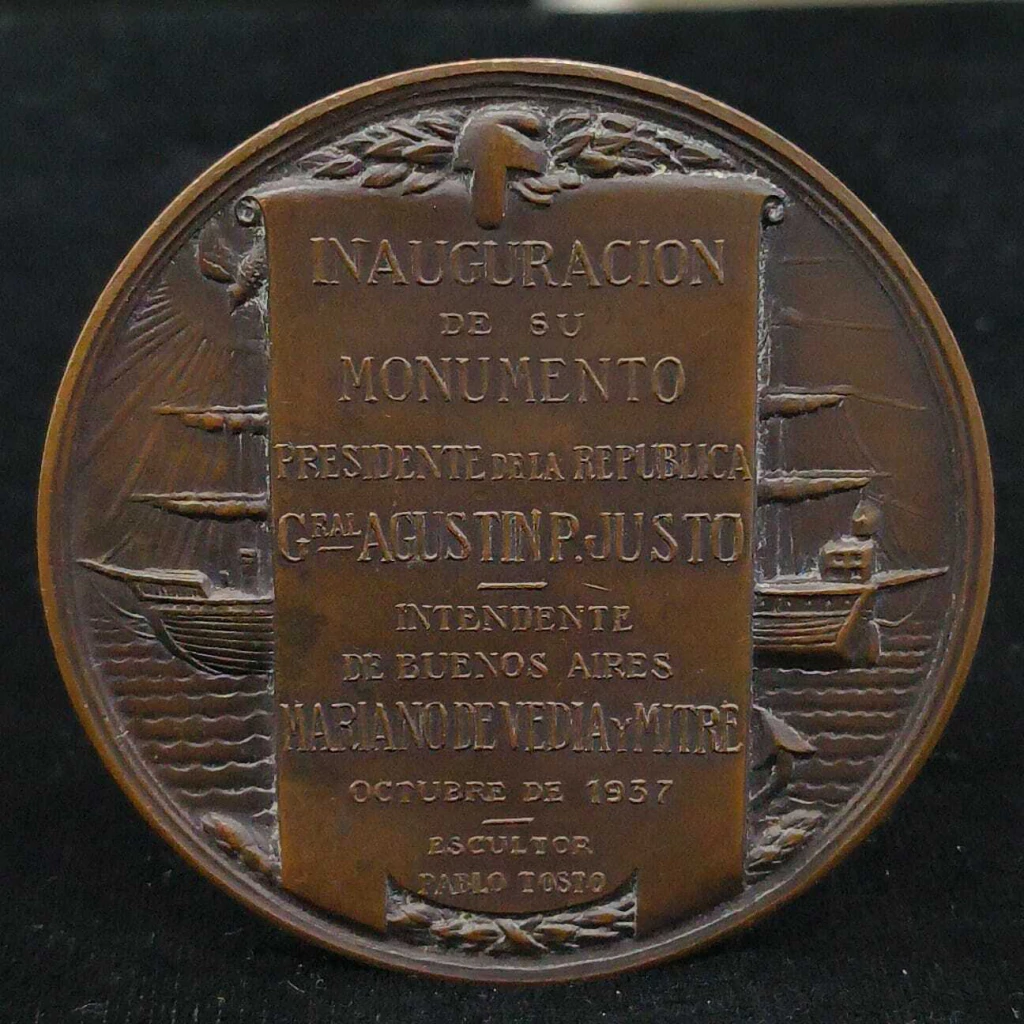 INAUGURACION
DE SU
MONUMENTO
PRESIDENTE DE LA REPUBLICA
GRAL AGUSTIN P. JUSTO
INTENDENTE
DE BUENOS AIRES
MARIANO DE VEDIA Y MITRE
OCTUBRE DE 1937
ESCULTOR
PABLO TOSTO